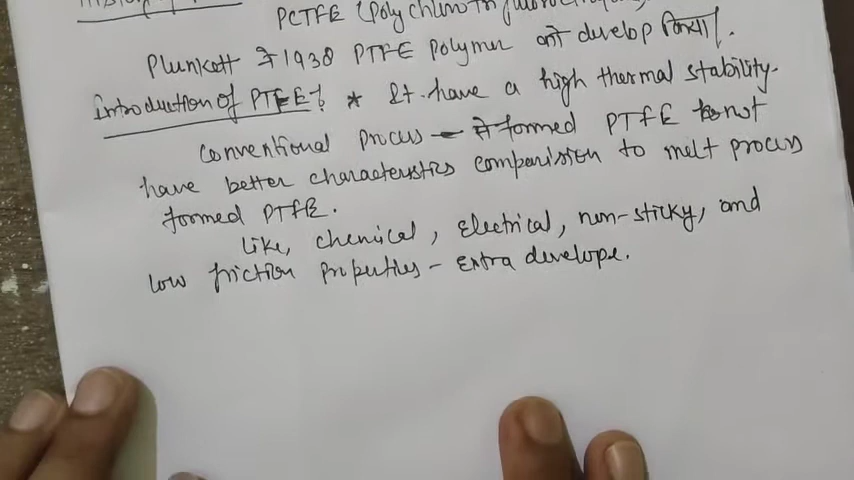 History of
PCTFE (Poly
Plunkett ने 1938 PTFE polymer को develop किया।
introduction of PTFE: * It have a high thermal stability.
Conventional process - से formed PTFE not
have better characteristics comparision to melt process
formed PTFE.
Like, chemical, Electrical, non-sticky, and
low friction properties - Extra develope.